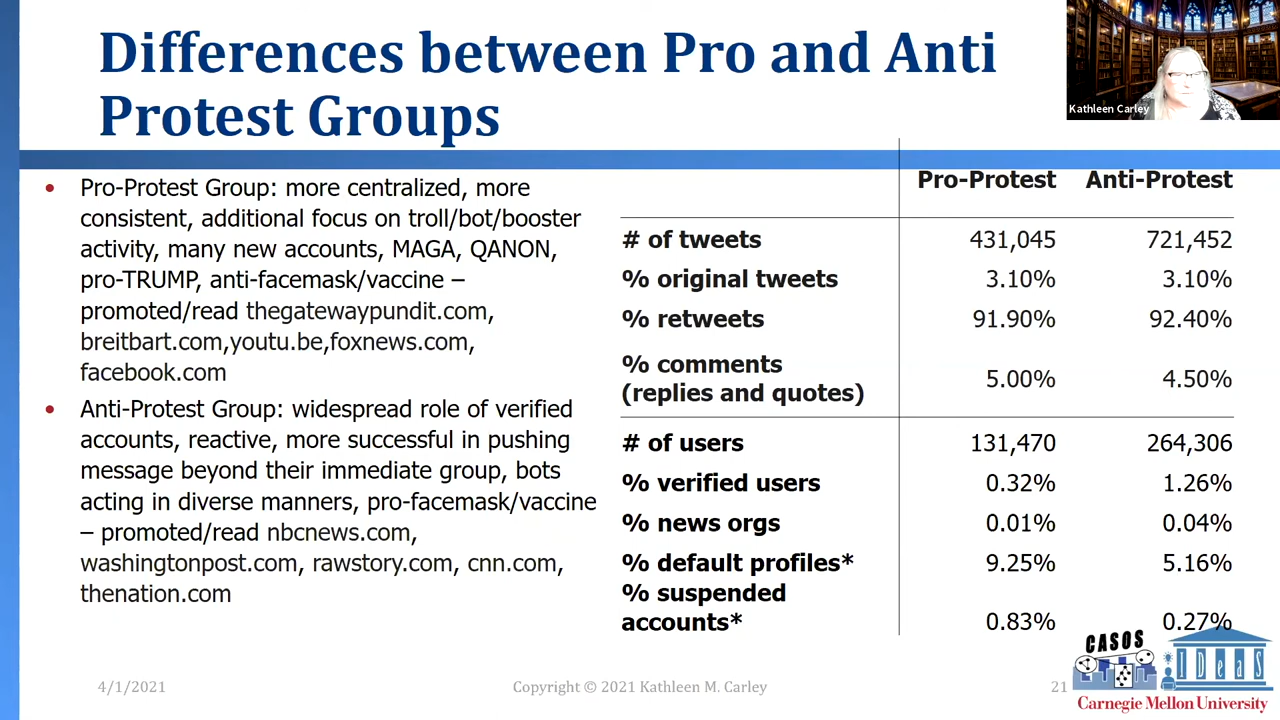 Differences between Pro and Anti
Protest Groups
Kathleen Carley
• Pro-Protest Group: more centralized, more
consistent, additional focus on troll/bot/booster
activity, many new accounts, MAGA, QANON,
pro-TRUMP, anti-facemask/vaccine –
promoted/read thegatewaypundit.com,
breitbart.com,youtu.be,foxnews.com,
facebook.com
• Anti-Protest Group: widespread role of verified
accounts, reactive, more successful in pushing
message beyond their immediate group, bots
acting in diverse manners, pro-facemask/vaccine
– promoted/read nbcnews.com,
washingtonpost.com, rawstory.com, cnn.com,
thenation.com
Pro-Protest Anti-Protest
# of tweets 431,045 721,452
% original tweets 3.10% 3.10%
% retweets 91.90% 92.40%
% comments
(replies and quotes) 5.00% 4.50%
# of users 131,470 264,306
% verified users 0.32% 1.26%
% news orgs 0.01% 0.04%
% default profiles* 9.25% 5.16%
% suspended
accounts* 0.83% 0.27%
4/1/2021 Copyright © 2021 Kathleen M. Carley 21
CASOS IDeaS
Carnegie Mellon University